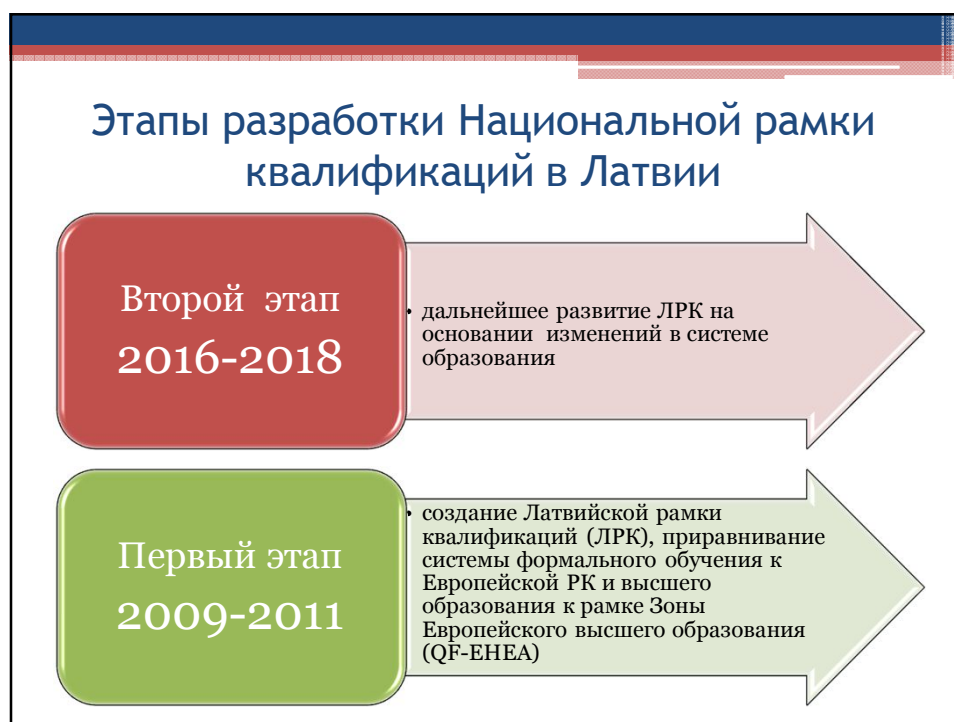 Этапы разработки Национальной рамки
квалификаций в Латвии
Второй этап
2016-2018
• дальнейшее развитие ЛРК на
основании изменений в системе
образования
Первый этап
2009-2011
• создание Латвийской рамки
квалификаций (ЛРК), приравнивание
системы формального обучения к
Европейской РК и высшего
образования к рамке Зоны
Европейского высшего образования
(QF-EHEA)